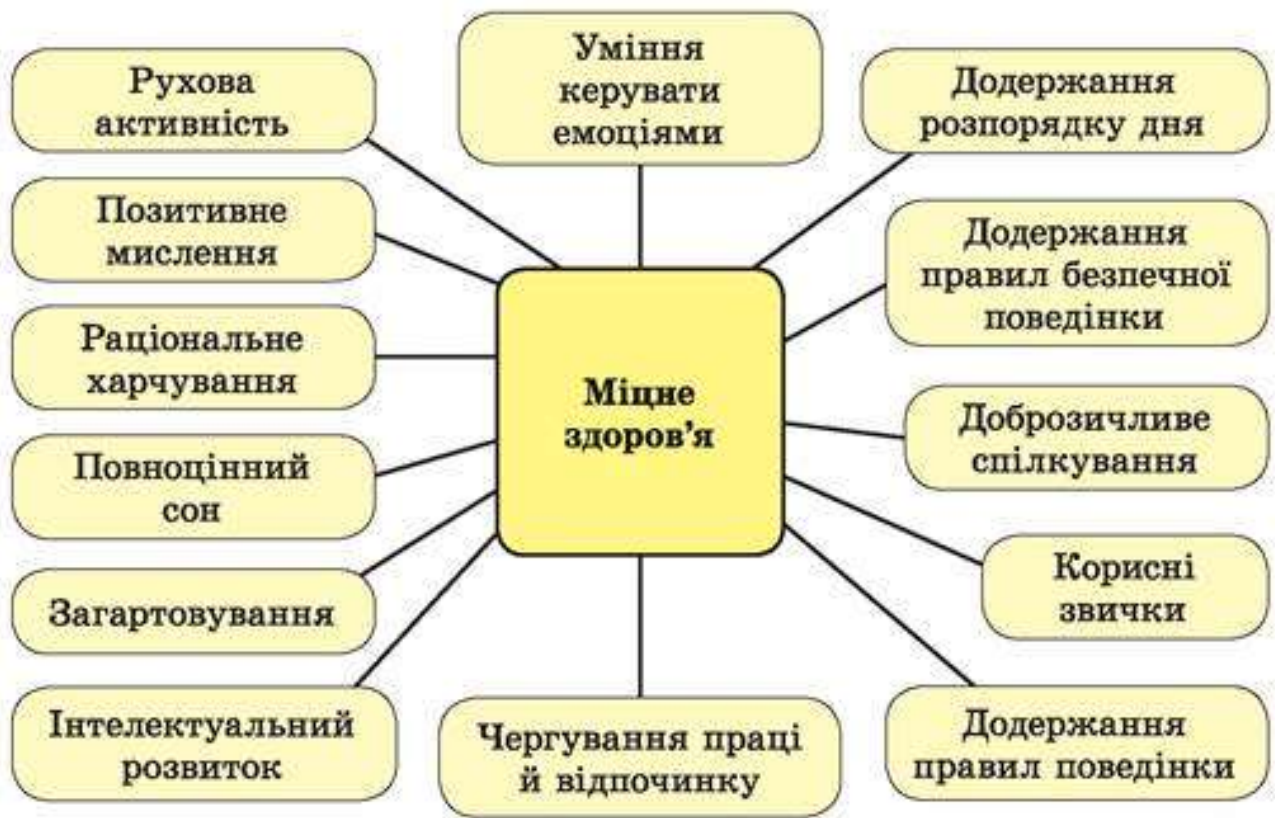 Рухова
активність
Уміння
керувати
емоціями
Додержання
розпорядку дня
Позитивне
мислення
Додержання
правил безпечної
поведінки
Раціональне
харчування
Міцне
здоров’я
Доброзичливе
спілкування
Повноцінний
сон
Корисні
звички
Загартовування
Інтелектуальний
розвиток
Чергування праці
й відпочинку
Додержання
правил поведінки